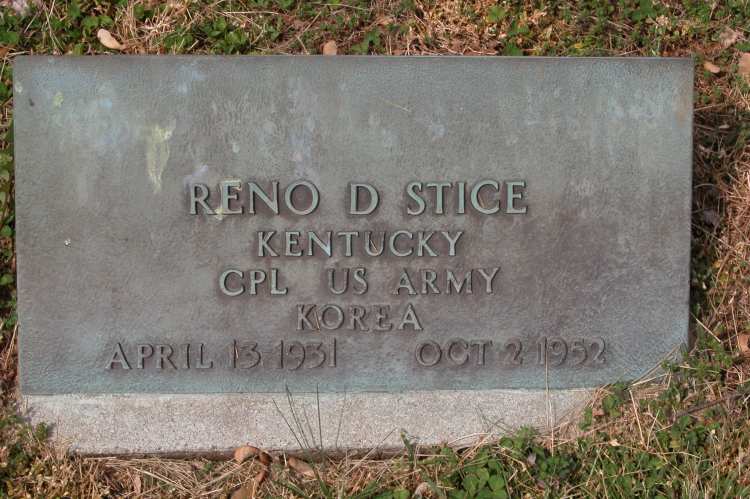 RENO D STICE
KENTUCKY
CPL US ARMY
KOREA
APRIL 13 1931 OCT 2 1952